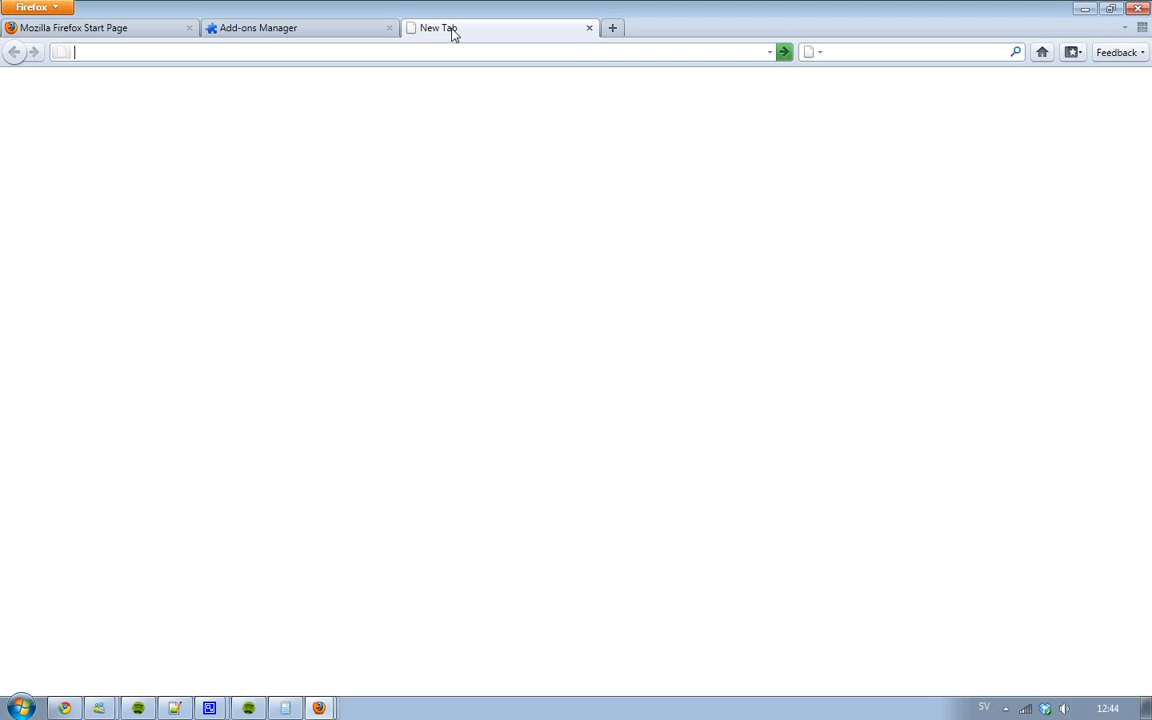 Firefox
Mozilla Firefox Start Page
Add-ons Manager
New Tab
Feedback
SV
12:44